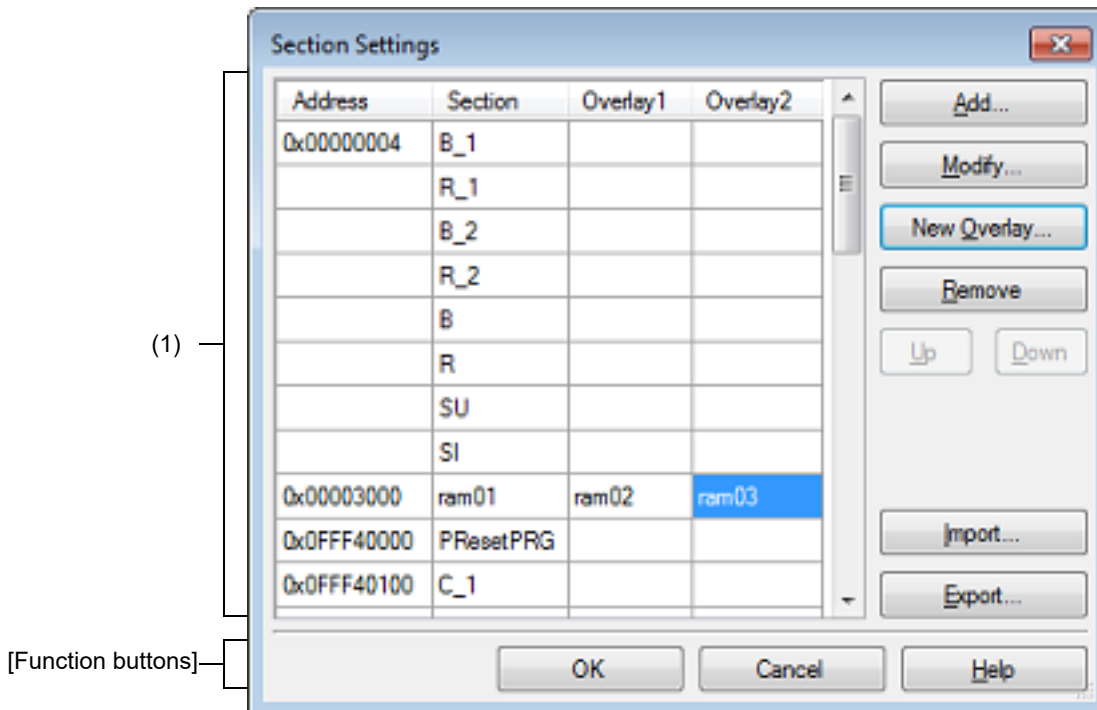 Section Settings
Address Section Overlay1 Overlay2
0x00000004 B_1
R_1
B_2
R_2
B
R
SU
SI
0x00003000 ram01 ram02 ram03
0x0FFF40000 PResetPRG
0x0FFF40100 C_1
Add...
Modify...
New Overlay...
Remove
Up Down
Import...
Export...
(1)
[Function buttons]
OK Cancel Help